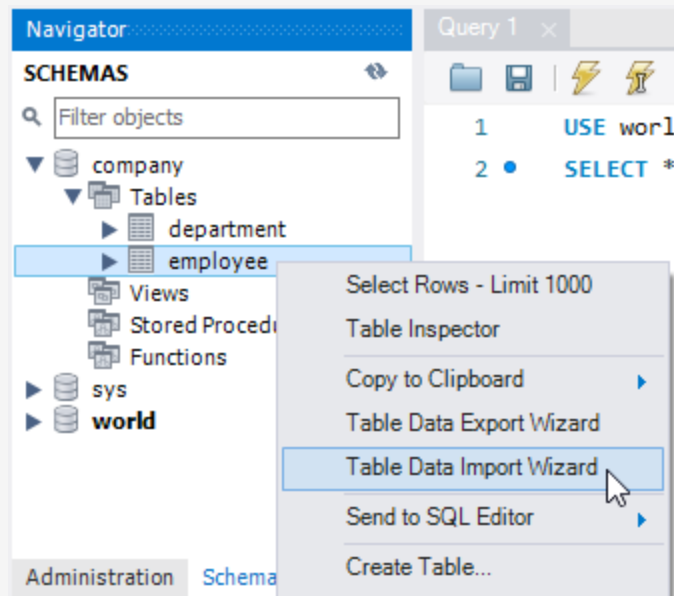 Navigator
Query 1
SCHEMAS
Filter objects
1 USE worl
2 SELECT *
company
Tables
department
employee
Views
Stored Procedu
Functions
sys
world
Select Rows - Limit 1000
Table Inspector
Copy to Clipboard
Table Data Export Wizard
Table Data Import Wizard
Send to SQL Editor
Create Table...
Administration Schema